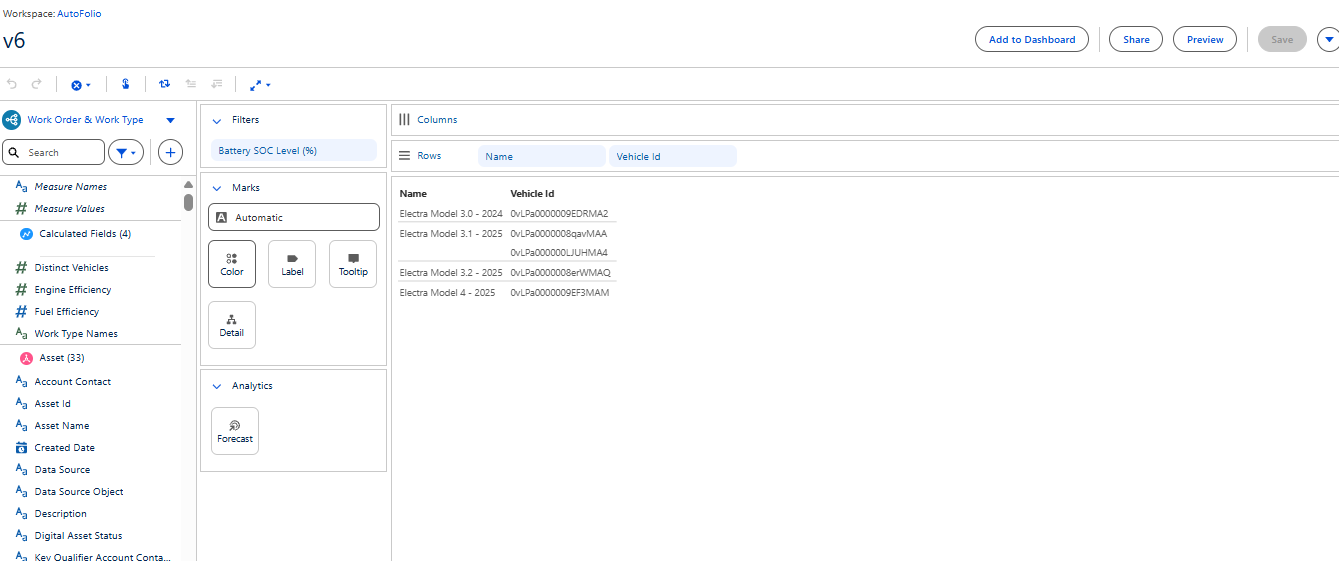 Workspace: AutoFolio
v6
Add to Dashboard
Share
Preview
Save
Work Order & Work Type
Search
Measure Names
Measure Values
Calculated Fields (4)
Distinct Vehicles
Engine Efficiency
Fuel Efficiency
Work Type Names
Asset (33)
Account Contact
Asset Id
Asset Name
Created Date
Data Source
Data Source Object
Description
Digital Asset Status
Key Qualifier Account Conta...
Filters
Battery SOC Level (%)
Marks
Automatic
Color
Label
Tooltip
Detail
Analytics
Forecast
Columns
Rows Name Vehicle Id
Name Vehicle Id
Electra Model 3.0 - 2024 0vLPa0000009EDRMA2
Electra Model 3.1 - 2025 0vLPa0000008qavMAA
0vLPa000000LJUHMA4
Electra Model 3.2 - 2025 0vLPa0000008erWMAQ
Electra Model 4 - 2025 0vLPa0000009EF3MAM